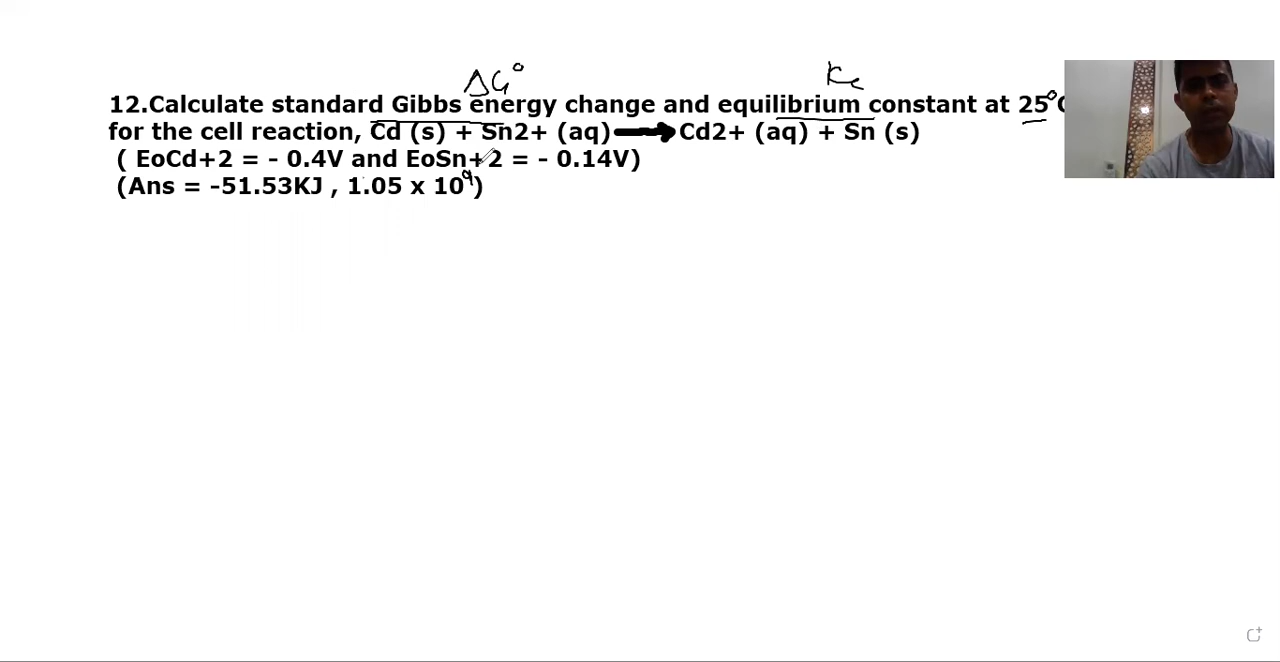 ΔG° Kc
12.Calculate standard Gibbs energy change and equilibrium constant at 25°C
for the cell reaction, Cd (s) + Sn2+ (aq) → Cd2+ (aq) + Sn (s)
( EoCd+2 = - 0.4V and EoSn+2 = - 0.14V)
(Ans = -51.53KJ , 1.05 x 10⁹)